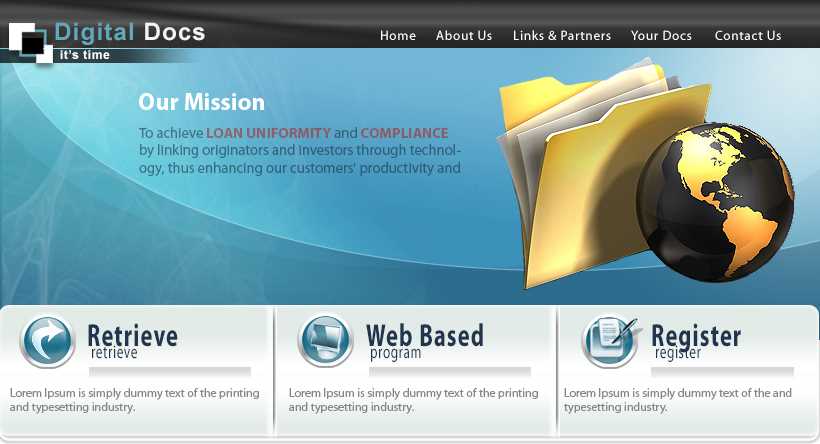 Digital Docs
it's time
Home About Us Links & Partners Your Docs Contact Us
Our Mission
To achieve LOAN UNIFORMITY and COMPLIANCE
by linking originators and investors through technol-
ogy, thus enhancing our customers' productivity and
Retrieve
retrieve
Lorem Ipsum is simply dummy text of the printing
and typesetting industry.
Web Based
program
Lorem Ipsum is simply dummy text of the printing
and typesetting industry.
Register
register
Lorem Ipsum is simply dummy text of the and
typesetting industry.